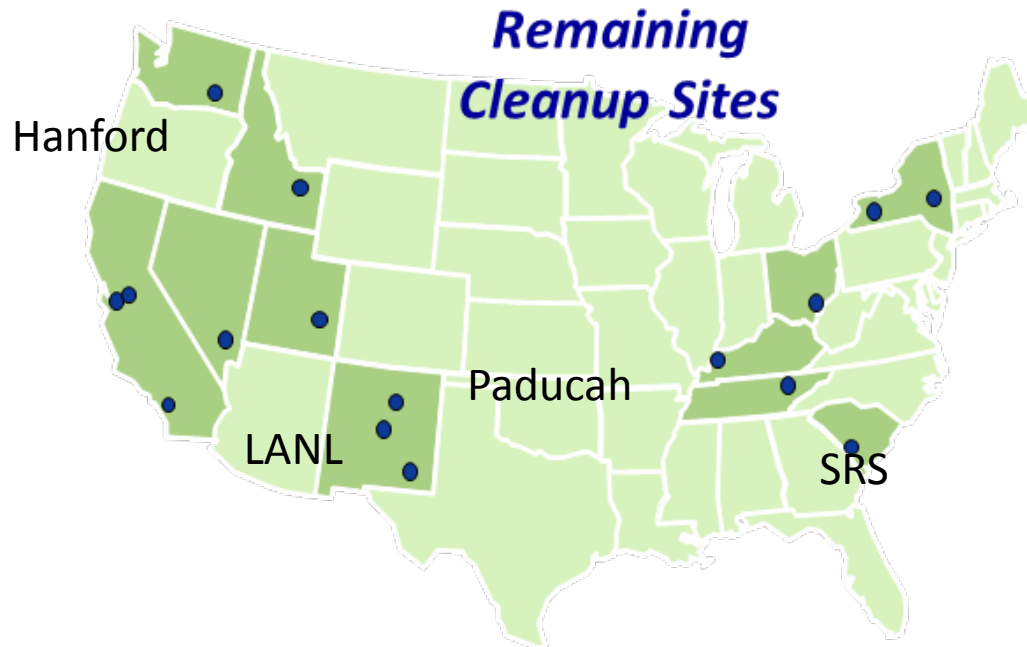 Remaining
Cleanup Sites
Hanford
Paducah
LANL
SRS